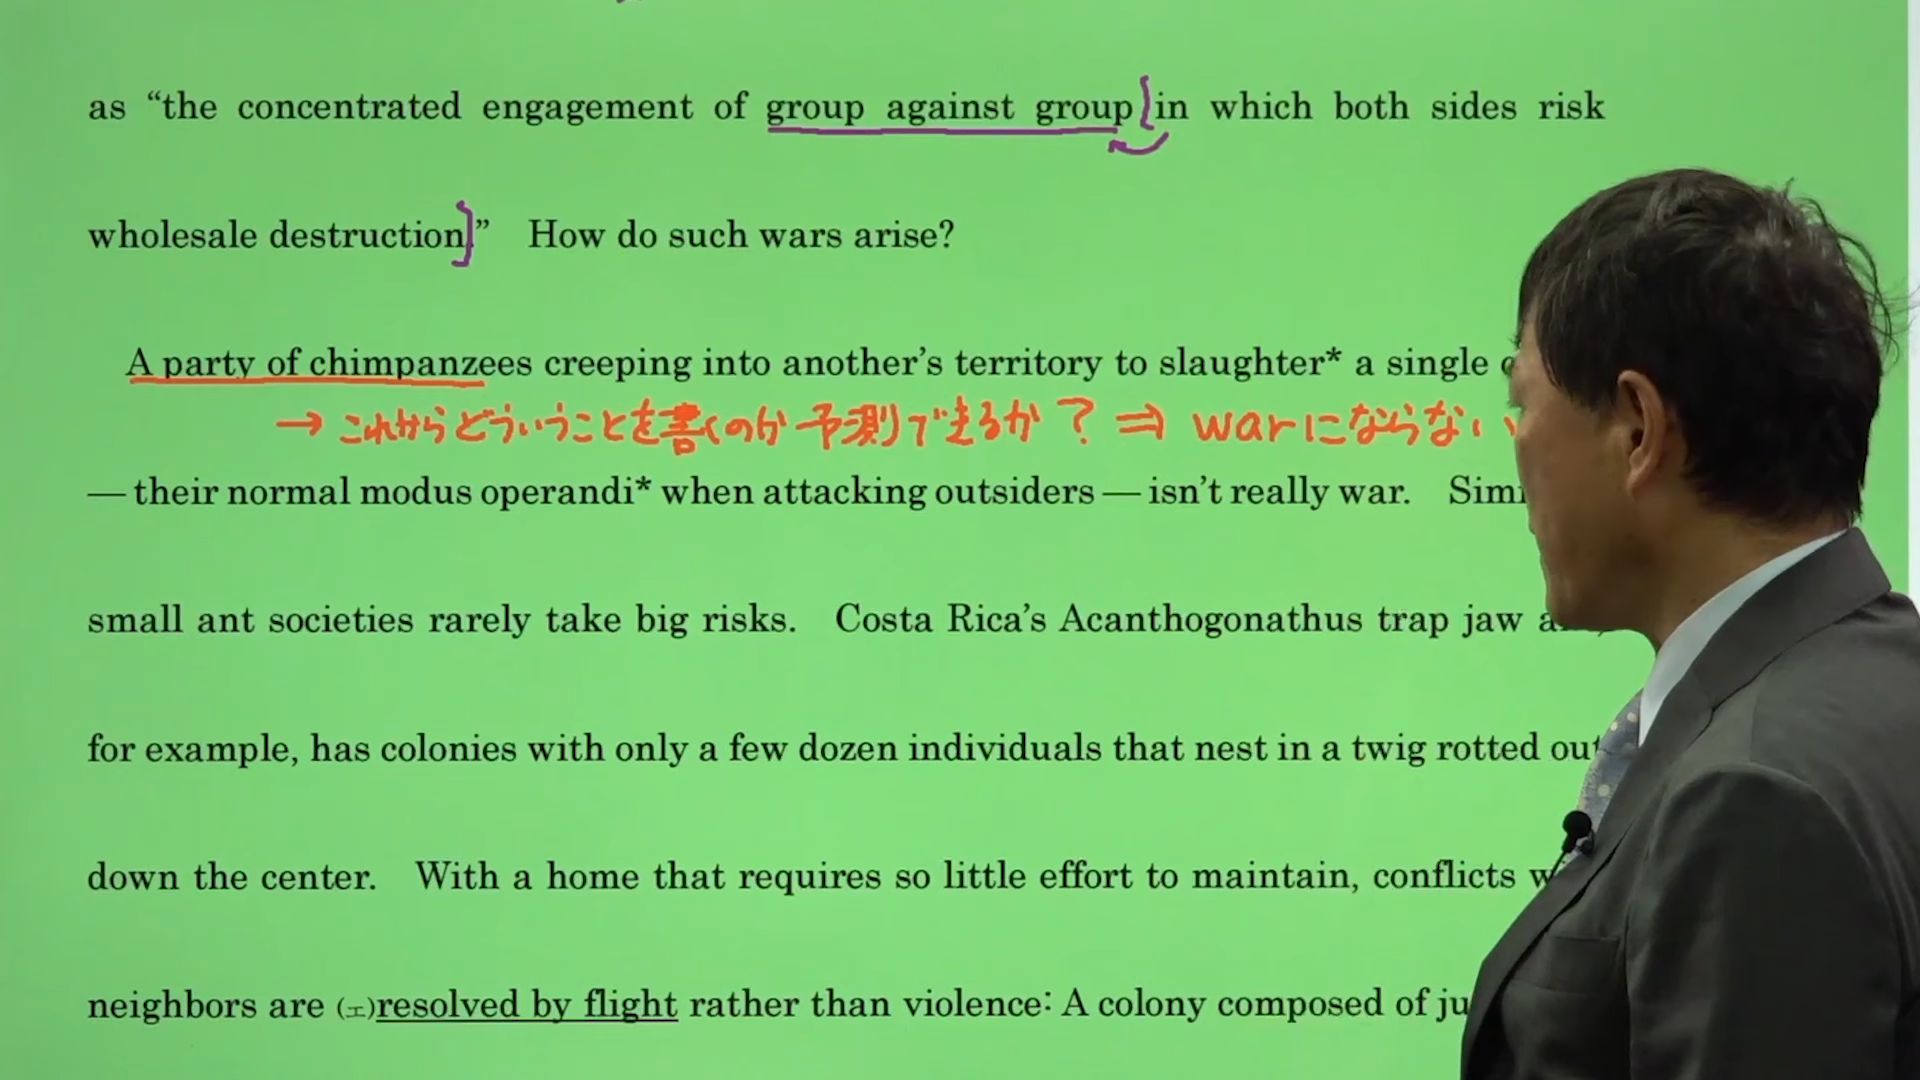 as “the concentrated engagement of group against group [in which both sides risk
wholesale destruction].” How do such wars arise?
A party of chimpanzees creeping into another’s territory to slaughter* a single
→ これからどういうことを書くのか予測できるか？ ⇒ warにならない
— their normal modus operandi* when attacking outsiders — isn’t really war.
small ant societies rarely take big risks. Costa Rica’s Acanthogonathus trap jaw
for example, has colonies with only a few dozen individuals that nest in a twig rotted out
down the center. With a home that requires so little effort to maintain, conflicts
neighbors are (エ)resolved by flight rather than violence: A colony composed of